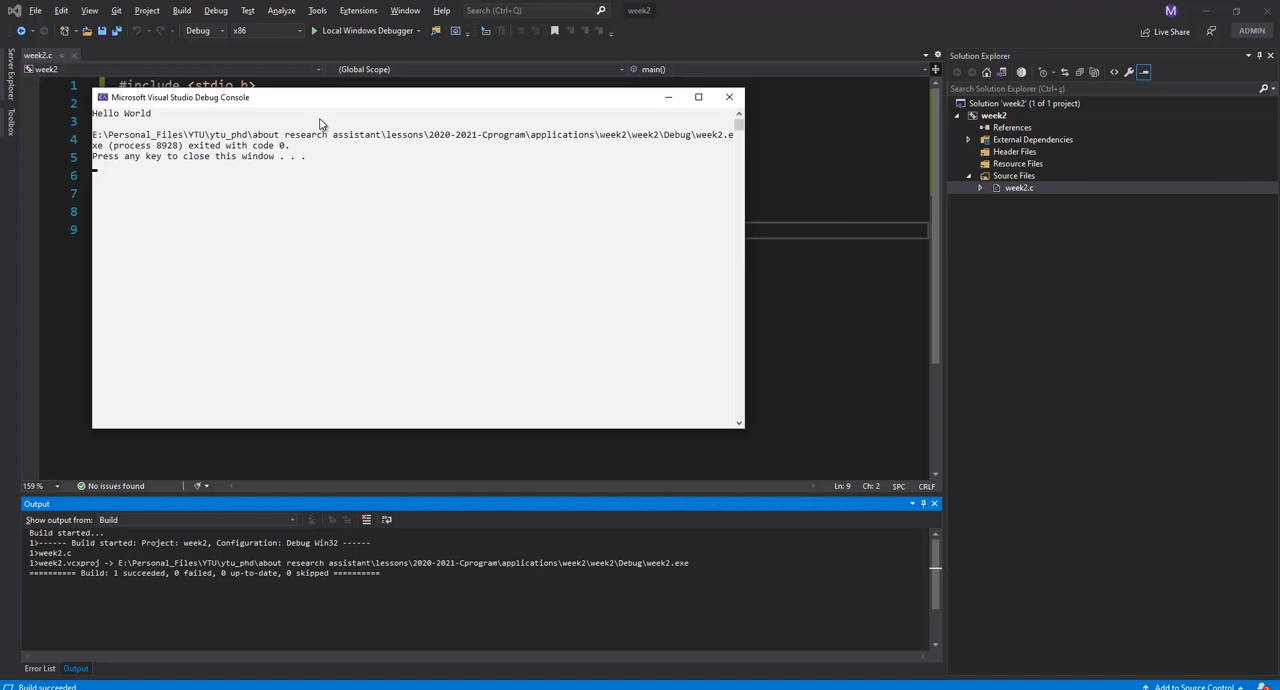 File Edit View Git Project Build Debug Test Analyze Tools Extensions Window Help Search (Ctrl+Q) week2 M
Debug x86 Local Windows Debugger Live Share ADMIN
Server Explorer
Toolbox
week2.c
week2 (Global Scope) main()
1 #include <stdio.h>
2
3
4
5
6
7
8
9
Microsoft Visual Studio Debug Console
Hello World
E:\Personal_Files\YTU\ytu_phd\about research assistant\lessons\2020-2021-Cprogram\applications\week2\week2\Debug\week2.e
xe (process 8928) exited with code 0.
Press any key to close this window . . .
159 % No issues found Ln: 9 Ch: 2 SPC CRLF
Output
Show output from: Build
Build started...
1>------ Build started: Project: week2, Configuration: Debug Win32 ------
1>week2.c
1>week2.vcxproj -> E:\Personal_Files\YTU\ytu_phd\about research assistant\lessons\2020-2021-Cprogram\applications\week2\week2\Debug\week2.exe
========== Build: 1 succeeded, 0 failed, 0 up-to-date, 0 skipped ==========
Error List Output
Build succeeded
Solution Explorer
Search Solution Explorer (Ctrl+ş)
Solution 'week2' (1 of 1 project)
week2
References
External Dependencies
Header Files
Resource Files
Source Files
week2.c
Add to Source Control